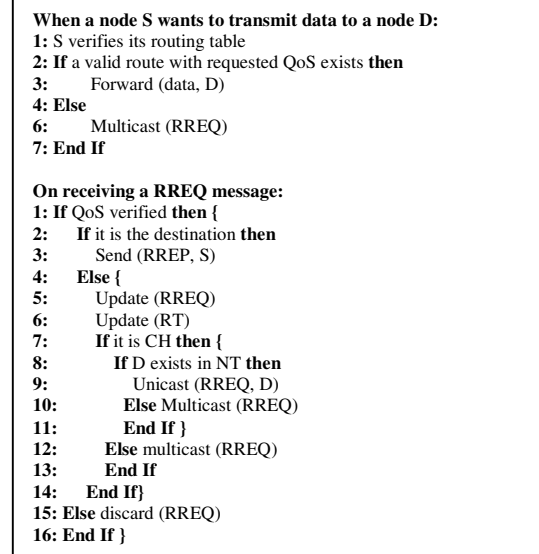 When a node S wants to transmit data to a node D:
1: S verifies its routing table
2: If a valid route with requested QoS exists then
3: Forward (data, D)
4: Else
6: Multicast (RREQ)
7: End If
On receiving a RREQ message:
1: If QoS verified then {
2: If it is the destination then
3: Send (RREP, S)
4: Else {
5: Update (RREQ)
6: Update (RT)
7: If it is CH then {
8: If D exists in NT then
9: Unicast (RREQ, D)
10: Else Multicast (RREQ)
11: End If }
12: Else multicast (RREQ)
13: End If
14: End If}
15: Else discard (RREQ)
16: End If }